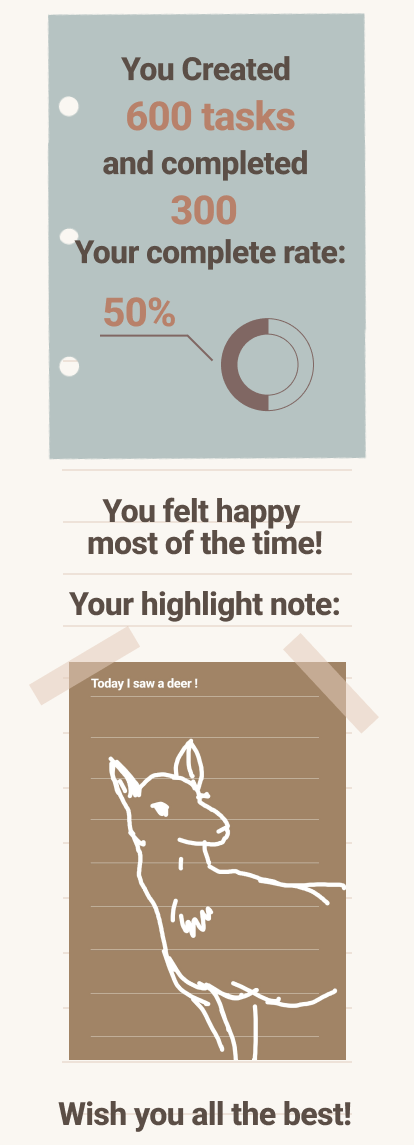 You Created
600 tasks
and completed
300
Your complete rate:
50%
You felt happy
most of the time!
Your highlight note:
Today I saw a deer !
Wish you all the best!